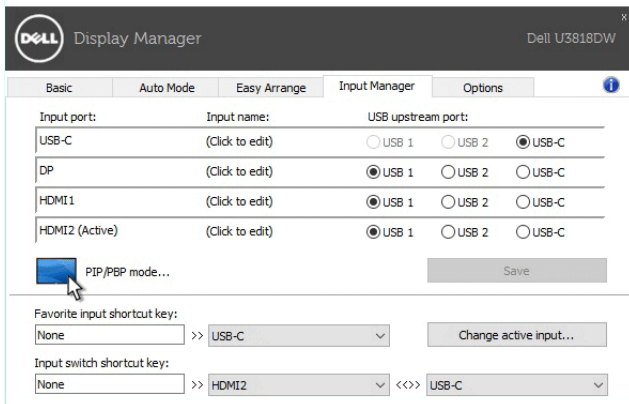 DELL Display Manager Dell U3818DW x
Basic Auto Mode Easy Arrange Input Manager Options i
Input port: Input name: USB upstream port:
USB-C (Click to edit) USB 1 USB 2 USB-C
DP (Click to edit) USB 1 USB 2 USB-C
HDMI1 (Click to edit) USB 1 USB 2 USB-C
HDMI2 (Active) (Click to edit) USB 1 USB 2 USB-C
PIP/PBP mode... Save
Favorite input shortcut key:
None >> USB-C Change active input...
Input switch shortcut key:
None >> HDMI2 <<>> USB-C